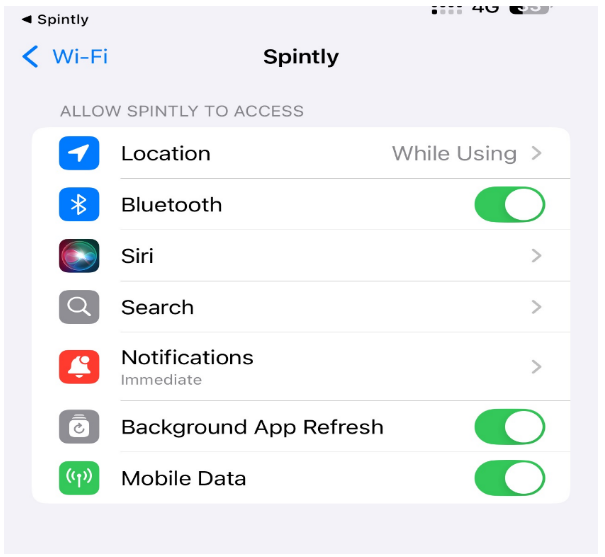 ◀ Spintly
4G
Wi-Fi
Spintly
ALLOW SPINTLY TO ACCESS
Location
While Using
Bluetooth
Siri
Search
Notifications
Immediate
Background App Refresh
Mobile Data